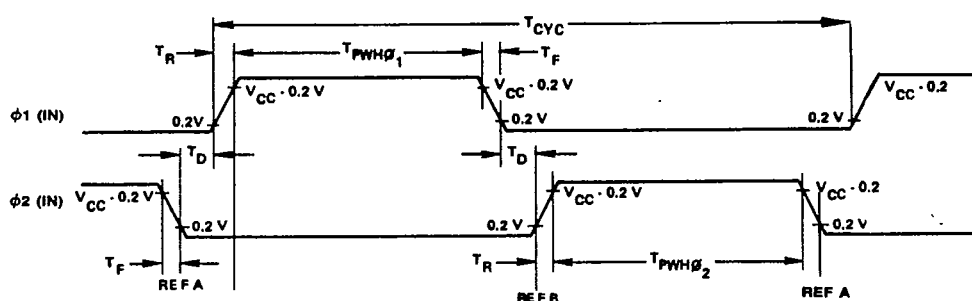 T_CYC
T_R T_PWHØ1 T_F
V_CC - 0.2 V V_CC - 0.2 V V_CC - 0.2
ϕ1 (IN) 0.2V 0.2 V 0.2 V
T_D T_D
ϕ2 (IN) V_CC - 0.2 V V_CC - 0.2 V V_CC - 0.2
0.2 V 0.2 V 0.2 V
T_F T_R T_PWHØ2
REF A REF B REF A